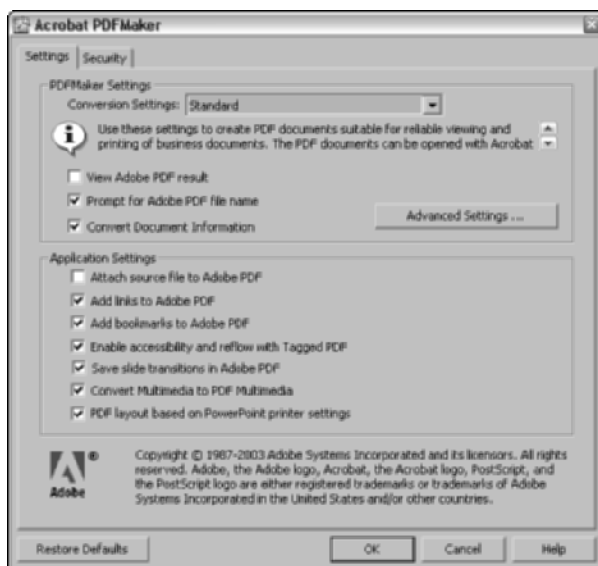 Acrobat PDFMaker
Settings
Security
PDFMaker Settings
Conversion Settings: Standard
Use these settings to create PDF documents suitable for reliable viewing and
printing of business documents. The PDF documents can be opened with Acrobat
View Adobe PDF result
Prompt for Adobe PDF file name
Advanced Settings ...
Convert Document Information
Application Settings
Attach source file to Adobe PDF
Add links to Adobe PDF
Add bookmarks to Adobe PDF
Enable accessibility and reflow with Tagged PDF
Save slide transitions in Adobe PDF
Convert Multimedia to PDF Multimedia
PDF layout based on PowerPoint printer settings
Adobe
Copyright © 1987-2003 Adobe Systems Incorporated and its licensors. All rights
reserved. Adobe, the Adobe logo, Acrobat, the Acrobat logo, PostScript, and
the PostScript logo are either registered trademarks or trademarks of Adobe
Systems Incorporated in the United States and/or other countries.
Restore Defaults
OK
Cancel
Help